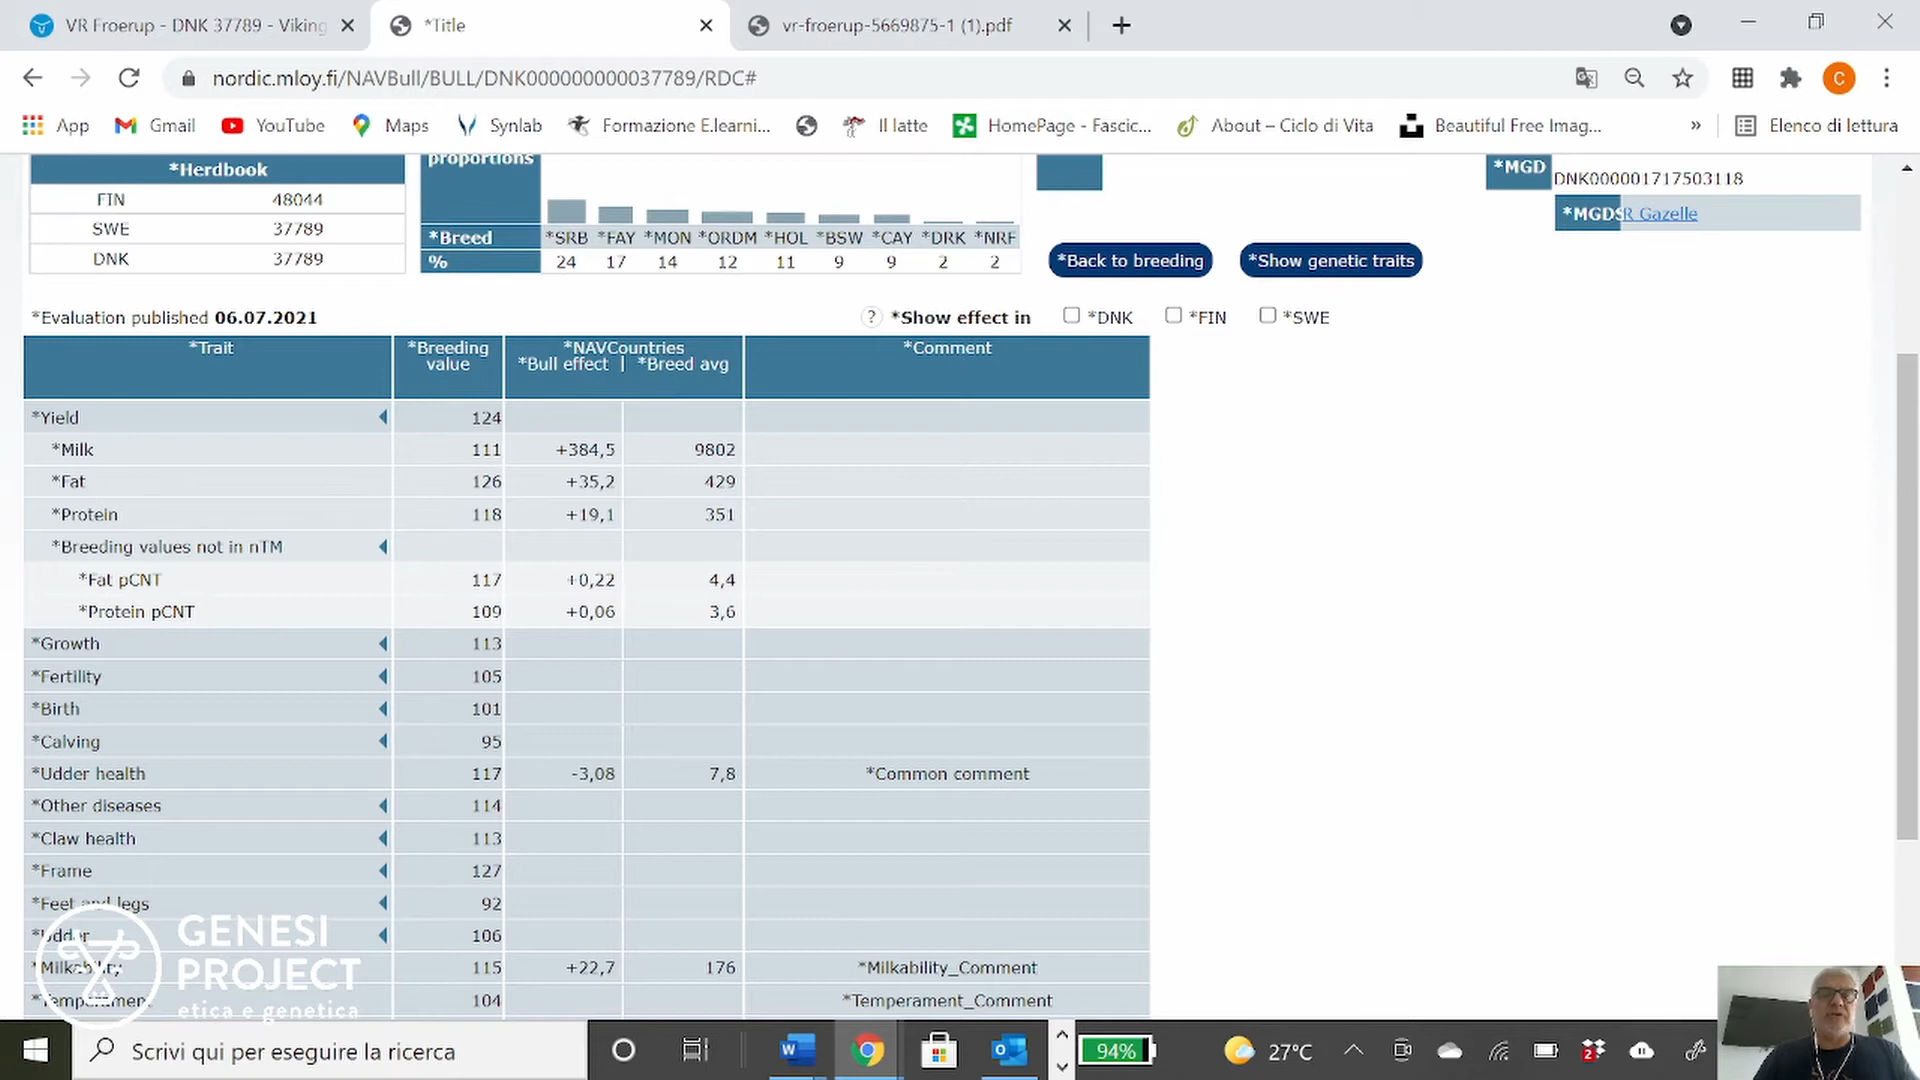 VR Froerup - DNK 37789 - Viking
*Title
vr-froerup-5669875-1 (1).pdf
nordic.mloy.fi/NAVBull/BULL/DNK000000000037789/RDC#
C
App
Gmail
YouTube
Maps
Synlab
Formazione E.learni...
Il latte
HomePage - Fascic...
About – Ciclo di Vita
Beautiful Free Imag...
»
Elenco di lettura
*Herdbook
FIN 48044
SWE 37789
DNK 37789
proportions
*Breed *SRB *FAY *MON *ORDM *HOL *BSW *CAY *DRK *NRF
% 24 17 14 12 11 9 9 2 2
*MGD
DNK000001717503118
*MGDS R Gazelle
*Back to breeding
*Show genetic traits
*Evaluation published 06.07.2021
? *Show effect in *DNK *FIN *SWE
*Trait *Breeding value *NAVCountries *Bull effect | *Breed avg *Comment
*Yield 124
*Milk 111 +384,5 9802
*Fat 126 +35,2 429
*Protein 118 +19,1 351
*Breeding values not in nTM
*Fat pCNT 117 +0,22 4,4
*Protein pCNT 109 +0,06 3,6
*Growth 113
*Fertility 105
*Birth 101
*Calving 95
*Udder health 117 -3,08 7,8 *Common comment
*Other diseases 114
*Claw health 113
*Frame 127
*Feet and legs 92
*Udder 106
*Milkability 115 +22,7 176 *Milkability_Comment
*Temperament 104 *Temperament_Comment
GENESI
PROJECT
etica e genetica
Scrivi qui per eseguire la ricerca
94%
27°C
2